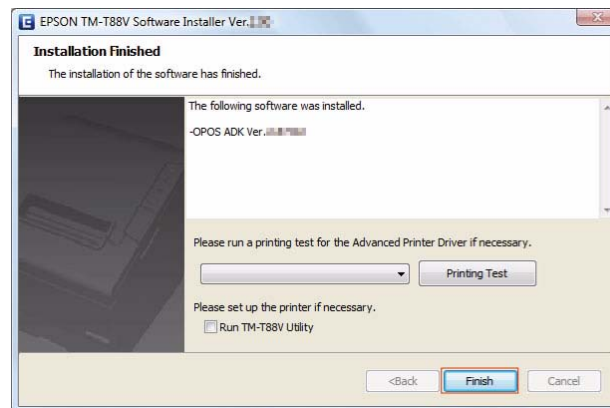 EPSON TM-T88V Software Installer Ver.
Installation Finished
The installation of the software has finished.
The following software was installed.
-OPOS ADK Ver.
Please run a printing test for the Advanced Printer Driver if necessary.
Printing Test
Please set up the printer if necessary.
Run TM-T88V Utility
<Back Finish Cancel